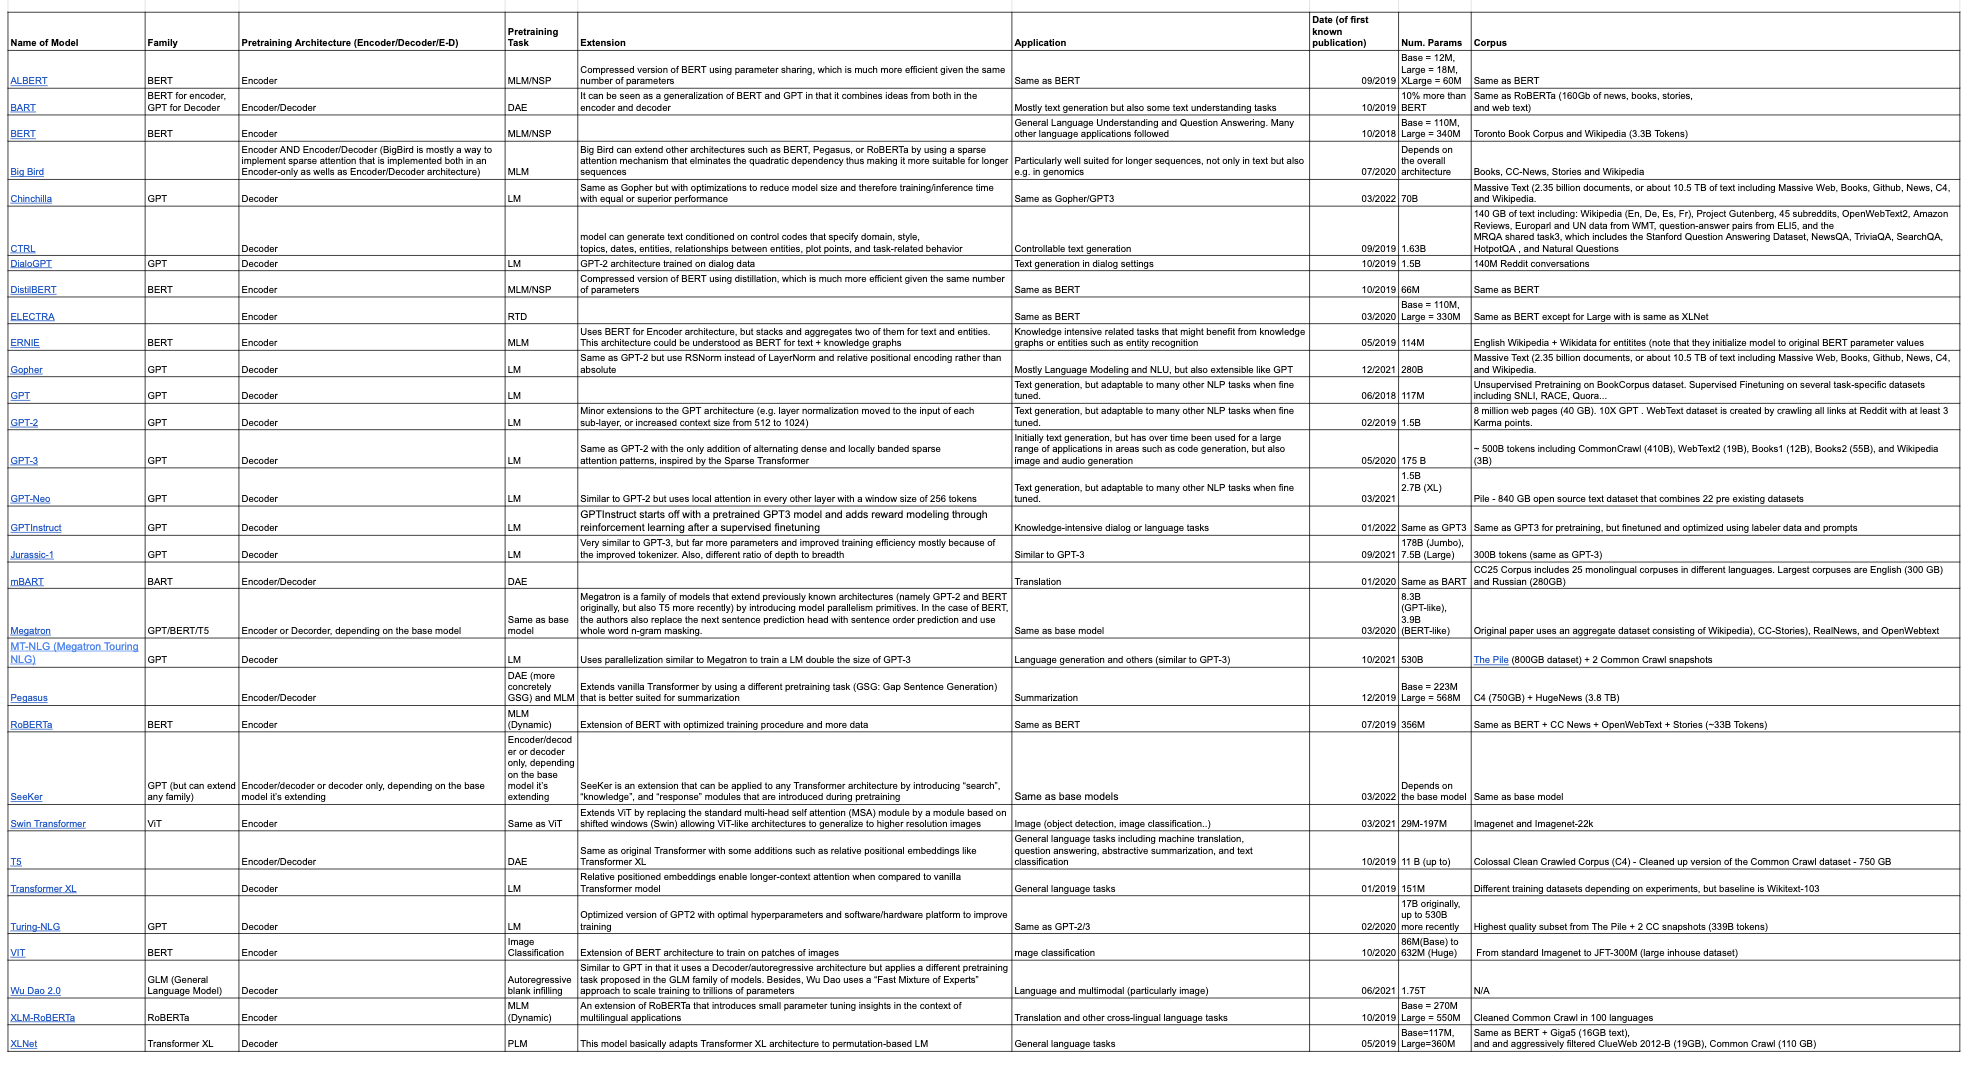 Name of Model Family Pretraining Architecture (Encoder/Decoder/E-D) Pretraining Task Extension Application Date (of first known publication) Num. Params Corpus
ALBERT BERT Encoder MLM/NSP Compressed version of BERT using parameter sharing, which is much more efficient given the same number of parameters Same as BERT 09/2019 Base = 12M, Large = 18M, XLarge = 60M Same as BERT
BART BERT for encoder, GPT for Decoder Encoder/Decoder DAE It can be seen as a generalization of BERT and GPT in that it combines ideas from both in the encoder and decoder Mostly text generation but also some text understanding tasks 10/2019 10% more than BERT Same as RoBERTa (160Gb of news, books, stories, and web text)
BERT BERT Encoder MLM/NSP General Language Understanding and Question Answering. Many other language applications followed 10/2018 Base = 110M, Large = 340M Toronto Book Corpus and Wikipedia (3.3B Tokens)
Big Bird Encoder AND Encoder/Decoder (BigBird is mostly a way to implement sparse attention that is implemented both in an Encoder-only as wells as Encoder/Decoder architecture) MLM Big Bird can extend other architectures such as BERT, Pegasus, or RoBERTa by using a sparse attention mechanism that elminates the quadratic dependency thus making it more suitable for longer sequences Particularly well suited for longer sequences, not only in text but also e.g. in genomics 07/2020 Depends on the overall architecture Books, CC-News, Stories and Wikipedia
Chinchilla GPT Decoder LM Same as Gopher but with optimizations to reduce model size and therefore training/inference time with equal or superior performance Same as Gopher/GPT3 03/2022 70B Massive Text (2.35 billion documents, or about 10.5 TB of text including Massive Web, Books, Github, News, C4, and Wikipedia.
CTRL Decoder model can generate text conditioned on control codes that specify domain, style, topics, dates, entities, relationships between entities, plot points, and task-related behavior Controllable text generation 09/2019 1.63B 140 GB of text including: Wikipedia (En, De, Es, Fr), Project Gutenberg, 45 subreddits, OpenWebText2, Amazon Reviews, Europarl and UN data from WMT, question-answer pairs from ELI5, and the MRQA shared task3, which includes the Stanford Question Answering Dataset, NewsQA, TriviaQA, SearchQA, HotpotQA , and Natural Questions
DialoGPT GPT Decoder LM GPT-2 architecture trained on dialog data Text generation in dialog settings 10/2019 1.5B 140M Reddit conversations
DistilBERT BERT Encoder MLM/NSP Compressed version of BERT using distillation, which is much more efficient given the same number of parameters Same as BERT 10/2019 66M Same as BERT
ELECTRA Encoder RTD Same as BERT 03/2020 Base = 110M, Large = 330M Same as BERT except for Large with is same as XLNet
ERNIE BERT Encoder MLM Uses BERT for Encoder architecture, but stacks and aggregates two of them for text and entities. This architecture could be understood as BERT for text + knowledge graphs Knowledge intensive related tasks that might benefit from knowledge graphs or entities such as entity recognition 05/2019 114M English Wikipedia + Wikidata for entitites (note that they initialize model to original BERT parameter values
Gopher GPT Decoder LM Same as GPT-2 but use RSNorm instead of LayerNorm and relative positional encoding rather than absolute Mostly Language Modeling and NLU, but also extensible like GPT 12/2021 280B Massive Text (2.35 billion documents, or about 10.5 TB of text including Massive Web, Books, Github, News, C4, and Wikipedia.
GPT GPT Decoder LM Text generation, but adaptable to many other NLP tasks when fine tuned. 06/2018 117M Unsupervised Pretraining on BookCorpus dataset. Supervised Finetuning on several task-specific datasets including SNLI, RACE, Quora...
GPT-2 GPT Decoder LM Minor extensions to the GPT architecture (e.g. layer normalization moved to the input of each sub-layer, or increased context size from 512 to 1024) Text generation, but adaptable to many other NLP tasks when fine tuned. 02/2019 1.5B 8 million web pages (40 GB). 10X GPT . WebText dataset is created by crawling all links at Reddit with at least 3 Karma points.
GPT-3 GPT Decoder LM Same as GPT-2 with the only addition of alternating dense and locally banded sparse attention patterns, inspired by the Sparse Transformer Initially text generation, but has over time been used for a large range of applications in areas such as code generation, but also image and audio generation 05/2020 175 B ~ 500B tokens including CommonCrawl (410B), WebText2 (19B), Books1 (12B), Books2 (55B), and Wikipedia (3B)
GPT-Neo GPT Decoder LM Similar to GPT-2 but uses local attention in every other layer with a window size of 256 tokens Text generation, but adaptable to many other NLP tasks when fine tuned. 03/2021 1.5B 2.7B (XL) Pile - 840 GB open source text dataset that combines 22 pre existing datasets
GPTInstruct GPT Decoder LM GPTInstruct starts off with a pretrained GPT3 model and adds reward modeling through reinforcement learning after a supervised finetuning Knowledge-intensive dialog or language tasks 01/2022 Same as GPT3 Same as GPT3 for pretraining, but finetuned and optimized using labeler data and prompts
Jurassic-1 GPT Decoder LM Very similar to GPT-3, but far more parameters and improved training efficiency mostly because of the improved tokenizer. Also, different ratio of depth to breadth Similar to GPT-3 09/2021 178B (Jumbo), 7.5B (Large) 300B tokens (same as GPT-3)
mBART BART Encoder/Decoder DAE Translation 01/2020 Same as BART CC25 Corpus includes 25 monolingual corpuses in different languages. Largest corpuses are English (300 GB) and Russian (280GB)
Megatron GPT/BERT/T5 Encoder or Decorder, depending on the base model Same as base model Megatron is a family of models that extend previously known architectures (namely GPT-2 and BERT originally, but also T5 more recently) by introducing model parallelism primitives. In the case of BERT, the authors also replace the next sentence prediction head with sentence order prediction and use whole word n-gram masking. Same as base model 03/2020 8.3B (GPT-like), 3.9B (BERT-like) Original paper uses an aggregate dataset consisting of Wikipedia), CC-Stories), RealNews, and OpenWebtext
MT-NLG (Megatron Touring NLG) GPT Decoder LM Uses parallelization similar to Megatron to train a LM double the size of GPT-3 Language generation and others (similar to GPT-3) 10/2021 530B The Pile (800GB dataset) + 2 Common Crawl snapshots
Pegasus Encoder/Decoder DAE (more concretely GSG) and MLM Extends vanilla Transformer by using a different pretraining task (GSG: Gap Sentence Generation) that is better suited for summarization Summarization 12/2019 Base = 223M Large = 568M C4 (750GB) + HugeNews (3.8 TB)
RoBERTa BERT Encoder MLM (Dynamic) Extension of BERT with optimized training procedure and more data Same as BERT 07/2019 356M Same as BERT + CC News + OpenWebText + Stories (~33B Tokens)
SeeKer GPT (but can extend any family) Encoder/decoder or decoder only, depending on the base model it's extending Encoder/decod er or decoder only, depending on the base model it's extending SeeKer is an extension that can be applied to any Transformer architecture by introducing “search”, “knowledge”, and “response” modules that are introduced during pretraining Same as base models 03/2022 Depends on the base model Same as base model
Swin Transformer ViT Encoder Same as ViT Extends ViT by replacing the standard multi-head self attention (MSA) module by a module based on shifted windows (Swin) allowing ViT-like architectures to generalize to higher resolution images Image (object detection, image classification..) 03/2021 29M-197M Imagenet and Imagenet-22k
T5 Encoder/Decoder DAE Same as original Transformer with some additions such as relative positional embeddings like Transformer XL General language tasks including machine translation, question answering, abstractive summarization, and text classification 10/2019 11 B (up to) Colossal Clean Crawled Corpus (C4) - Cleaned up version of the Common Crawl dataset - 750 GB
Transformer XL Decoder LM Relative positioned embeddings enable longer-context attention when compared to vanilla Transformer model General language tasks 01/2019 151M Different training datasets depending on experiments, but baseline is Wikitext-103
Turing-NLG GPT Decoder LM Optimized version of GPT2 with optimal hyperparameters and software/hardware platform to improve training Same as GPT-2/3 02/2020 17B originally, up to 530B more recently Highest quality subset from The Pile + 2 CC snapshots (339B tokens)
VIT BERT Encoder Image Classification Extension of BERT architecture to train on patches of images mage classification 10/2020 86M(Base) to 632M (Huge) From standard Imagenet to JFT-300M (large inhouse dataset)
Wu Dao 2.0 GLM (General Language Model) Decoder Autoregressive blank infilling Similar to GPT in that it uses a Decoder/autoregressive architecture but applies a different pretraining task proposed in the GLM family of models. Besides, Wu Dao uses a “Fast Mixture of Experts” approach to scale training to trillions of parameters Language and multimodal (particularly image) 06/2021 1.75T N/A
XLM-RoBERTa RoBERTa Encoder MLM (Dynamic) An extension of RoBERTa that introduces small parameter tuning insights in the context of multilingual applications Translation and other cross-lingual language tasks 10/2019 Base = 270M Large = 550M Cleaned Common Crawl in 100 languages
XLNet Transformer XL Decoder PLM This model basically adapts Transformer XL architecture to permutation-based LM General language tasks 05/2019 Base=117M, Large=360M Same as BERT + Giga5 (16GB text), and and aggressively filtered ClueWeb 2012-B (19GB), Common Crawl (110 GB)